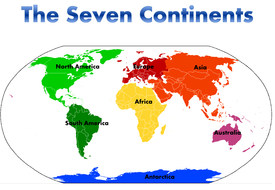 The Seven Continents
North America
Europe
Asia
Africa
South America
Australia
Antarctica